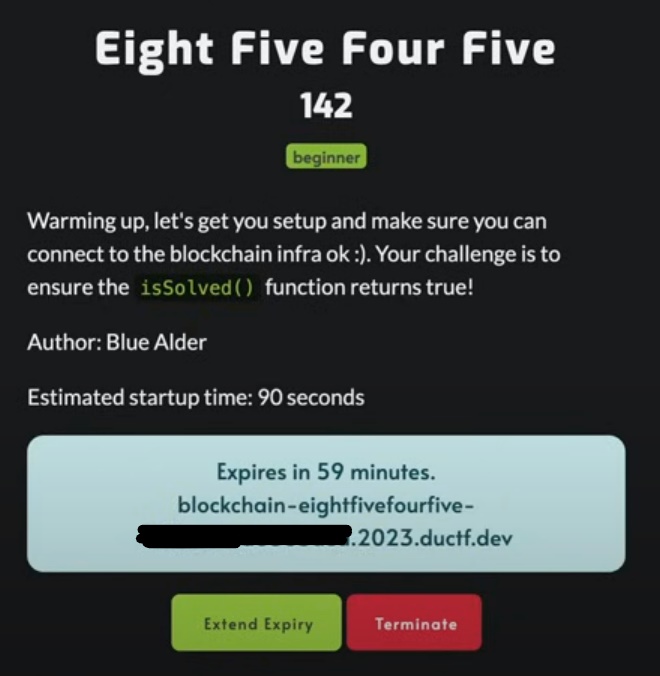 Eight Five Four Five
142
beginner
Warming up, let's get you setup and make sure you can
connect to the blockchain infra ok :). Your challenge is to
ensure the isSolved() function returns true!
Author: Blue Alder
Estimated startup time: 90 seconds
Expires in 59 minutes.
blockchain-eightfivefourfive-
.2023.ductf.dev
Extend Expiry
Terminate